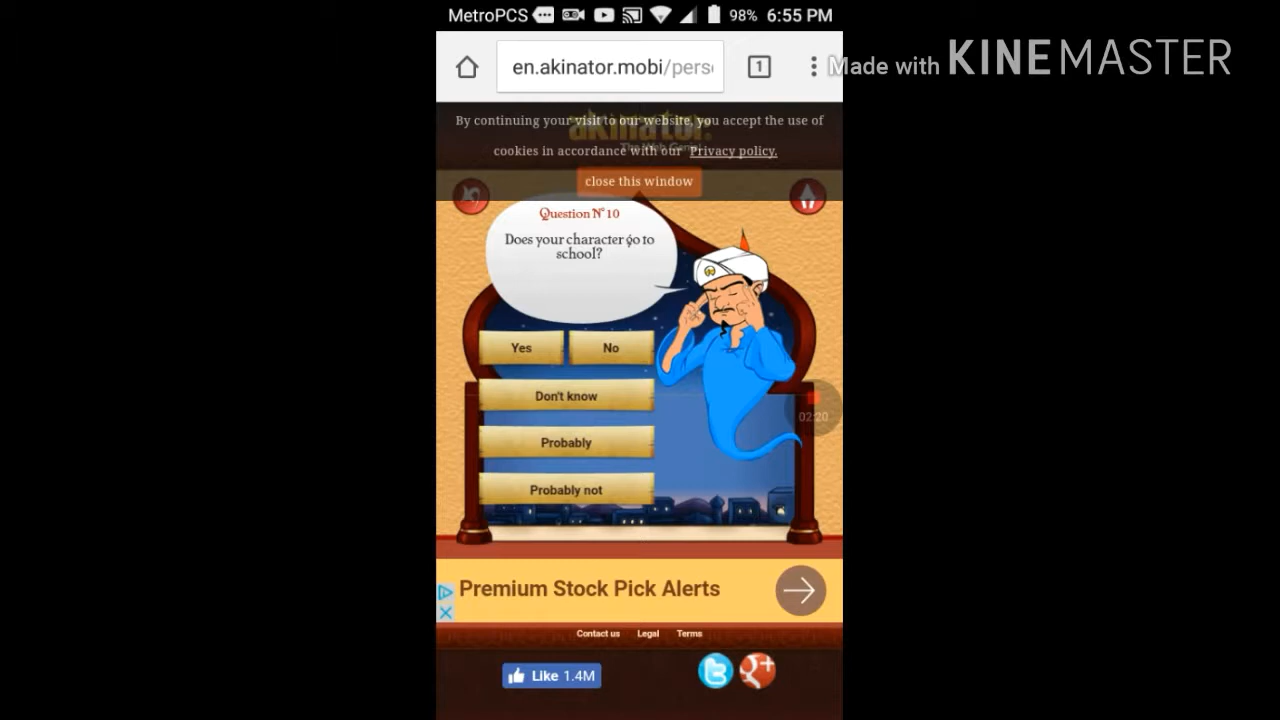 MetroPCS 98% 6:55 PM
en.akinator.mobi/pers
1
Made with KINEMASTER
By continuing your visit to our website, you accept the use of
akinator.
cookies in accordance with our Privacy policy.
close this window
Question N°10
Does your character go to
school?
Yes No
Don't know
02:20
Probably
Probably not
Premium Stock Pick Alerts
Contact us Legal Terms
Like 1.4M